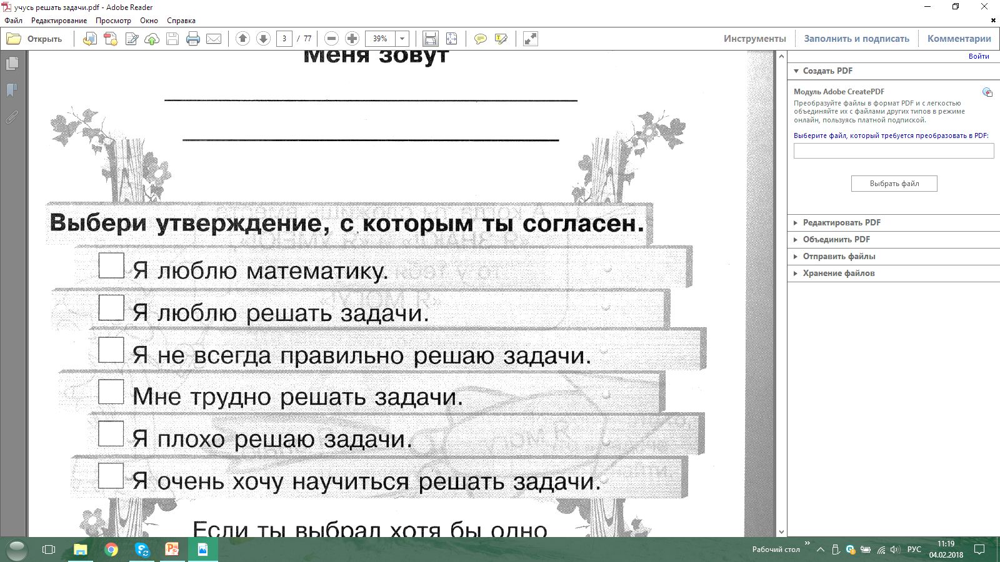 учусь решать задачи.pdf - Adobe Reader
Файл Редактирование Просмотр Окно Справка
Открыть 3 / 77 39% Инструменты Заполнить и подписать Комментарии
Войти
Меня зовут
Создать PDF
Модуль Adobe CreatePDF
Преобразуйте файлы в формат PDF и с легкостью
объединяйте их с файлами других типов в режиме
онлайн, пользуясь платной подпиской.
Выберите файл, который требуется преобразовать в PDF:
Выбрать файл
Редактировать PDF
Объединить PDF
Отправить файлы
Хранение файлов
Выбери утверждение, с которым ты согласен.
Я люблю математику.
Я люблю решать задачи.
Я не всегда правильно решаю задачи.
Мне трудно решать задачи.
Я плохо решаю задачи.
Я очень хочу научиться решать задачи.
Если ты выбрал хотя бы одно
Рабочий стол » РУС 11:19
04.02.2018